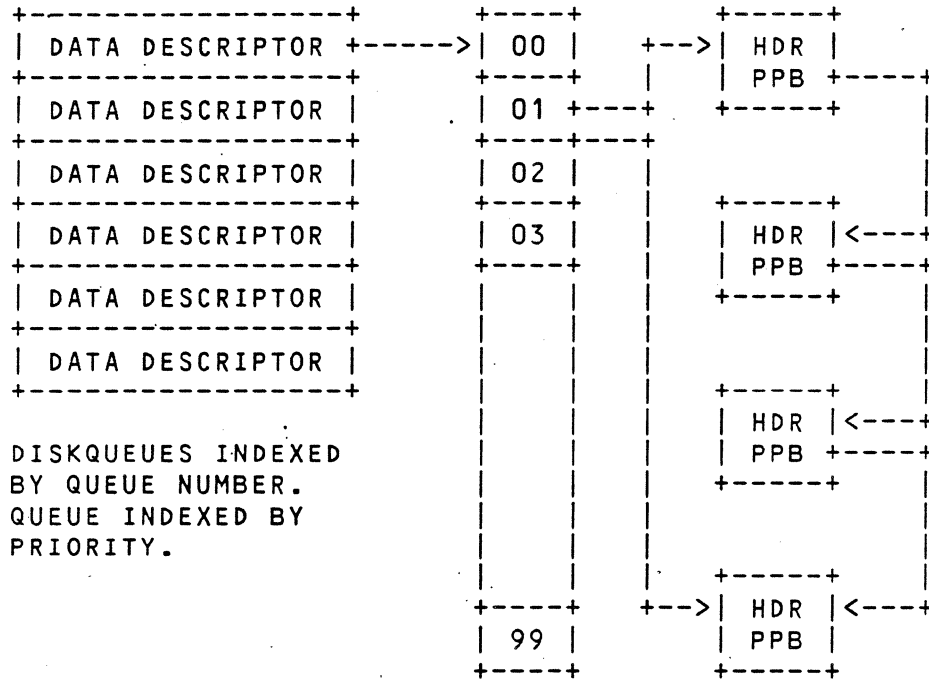 DATA DESCRIPTOR
00
HDR
PPB
DATA DESCRIPTOR
01
DATA DESCRIPTOR
02
DATA DESCRIPTOR
03
HDR
PPB
DATA DESCRIPTOR
DATA DESCRIPTOR
HDR
PPB
DISKQUEUES INDEXED
BY QUEUE NUMBER.
QUEUE INDEXED BY
PRIORITY.
99
HDR
PPB